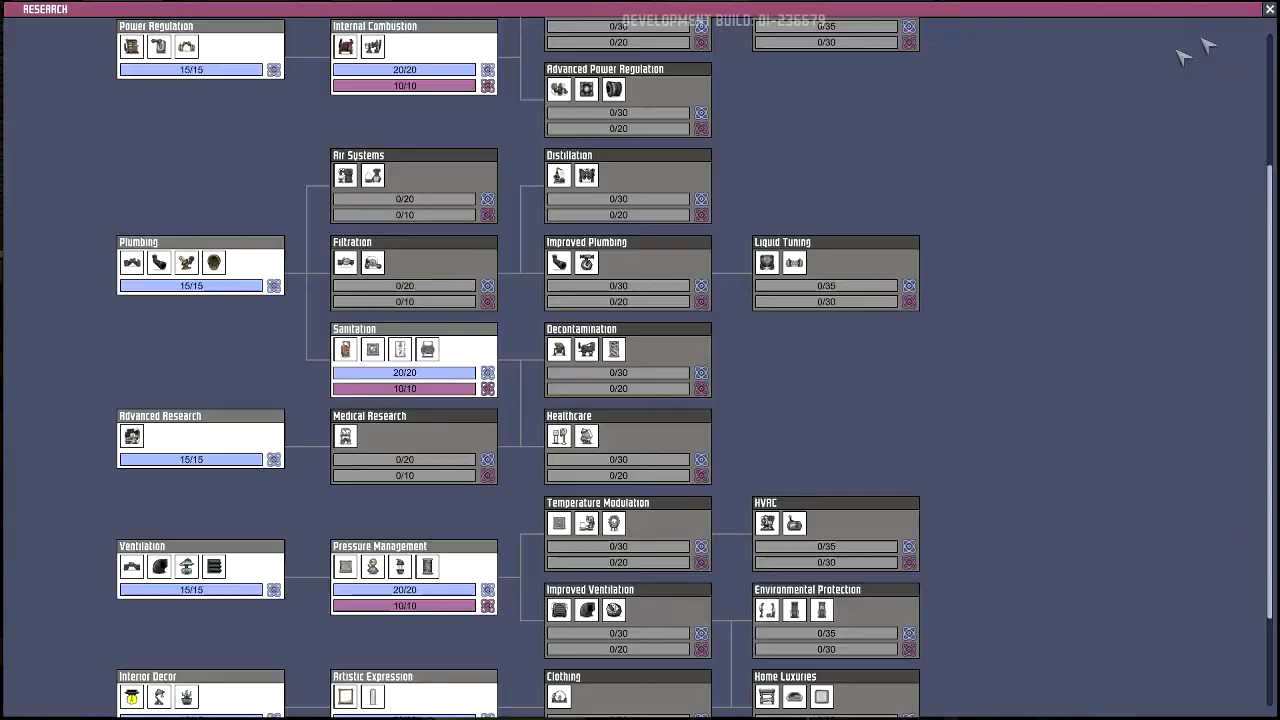 RESEARCH
DEVELOPMENT BUILD: 01-236679
Power Regulation
15/15
Internal Combustion
20/20
10/10
0/30
0/20
0/35
0/30
Advanced Power Regulation
0/30
0/20
Air Systems
0/20
0/10
Distillation
0/30
0/20
Plumbing
15/15
Filtration
0/20
0/10
Improved Plumbing
0/30
0/20
Liquid Tuning
0/35
0/30
Sanitation
20/20
10/10
Decontamination
0/30
0/20
Advanced Research
15/15
Medical Research
0/20
0/10
Healthcare
0/30
0/20
Temperature Modulation
0/30
0/20
HVAC
0/35
0/30
Ventilation
15/15
Pressure Management
20/20
10/10
Improved Ventilation
0/30
0/20
Environmental Protection
0/35
0/30
Interior Decor
Artistic Expression
Clothing
Home Luxuries